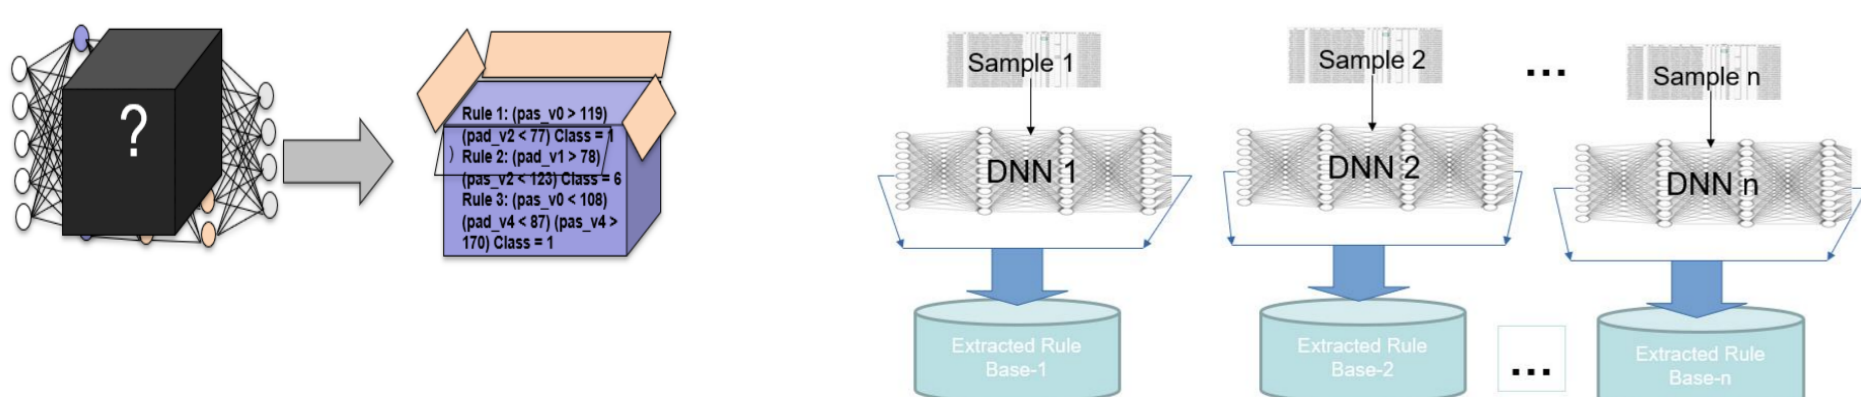 ?
Rule 1: (pas_v0 > 119)
(pad_v2 < 77) Class = 1
)
Rule 2: (pad_v1 > 78)
(pas_v2 < 123) Class = 6
Rule 3: (pas_v0 < 108)
(pad_v4 < 87) (pas_v4 >
170) Class = 1
Sample 1
Sample 2
...
Sample n
DNN 1
DNN 2
DNN n
Extracted Rule
Base-1
Extracted Rule
Base-2
...
Extracted Rule
Base-n